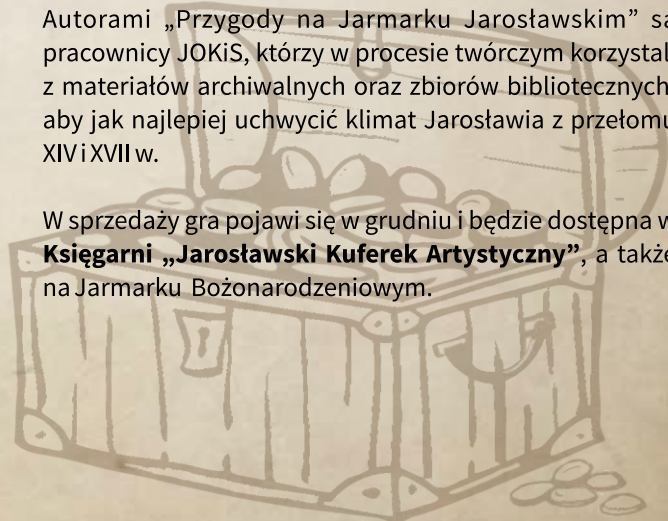 Autorami „Przygody na Jarmarku Jarosławskim” są
pracownicy JOKiS, którzy w procesie twórczym korzystal
z materiałów archiwalnych oraz zbiorów bibliotecznych
aby jak najlepiej uchwycić klimat Jarosławia z przełomu
XIV i XVII w.
W sprzedaży gra pojawi się w grudniu i będzie dostępna w
Księgarni „Jarosławski Kuferek Artystyczny”, a także
na Jarmarku Bożonarodzeniowym.